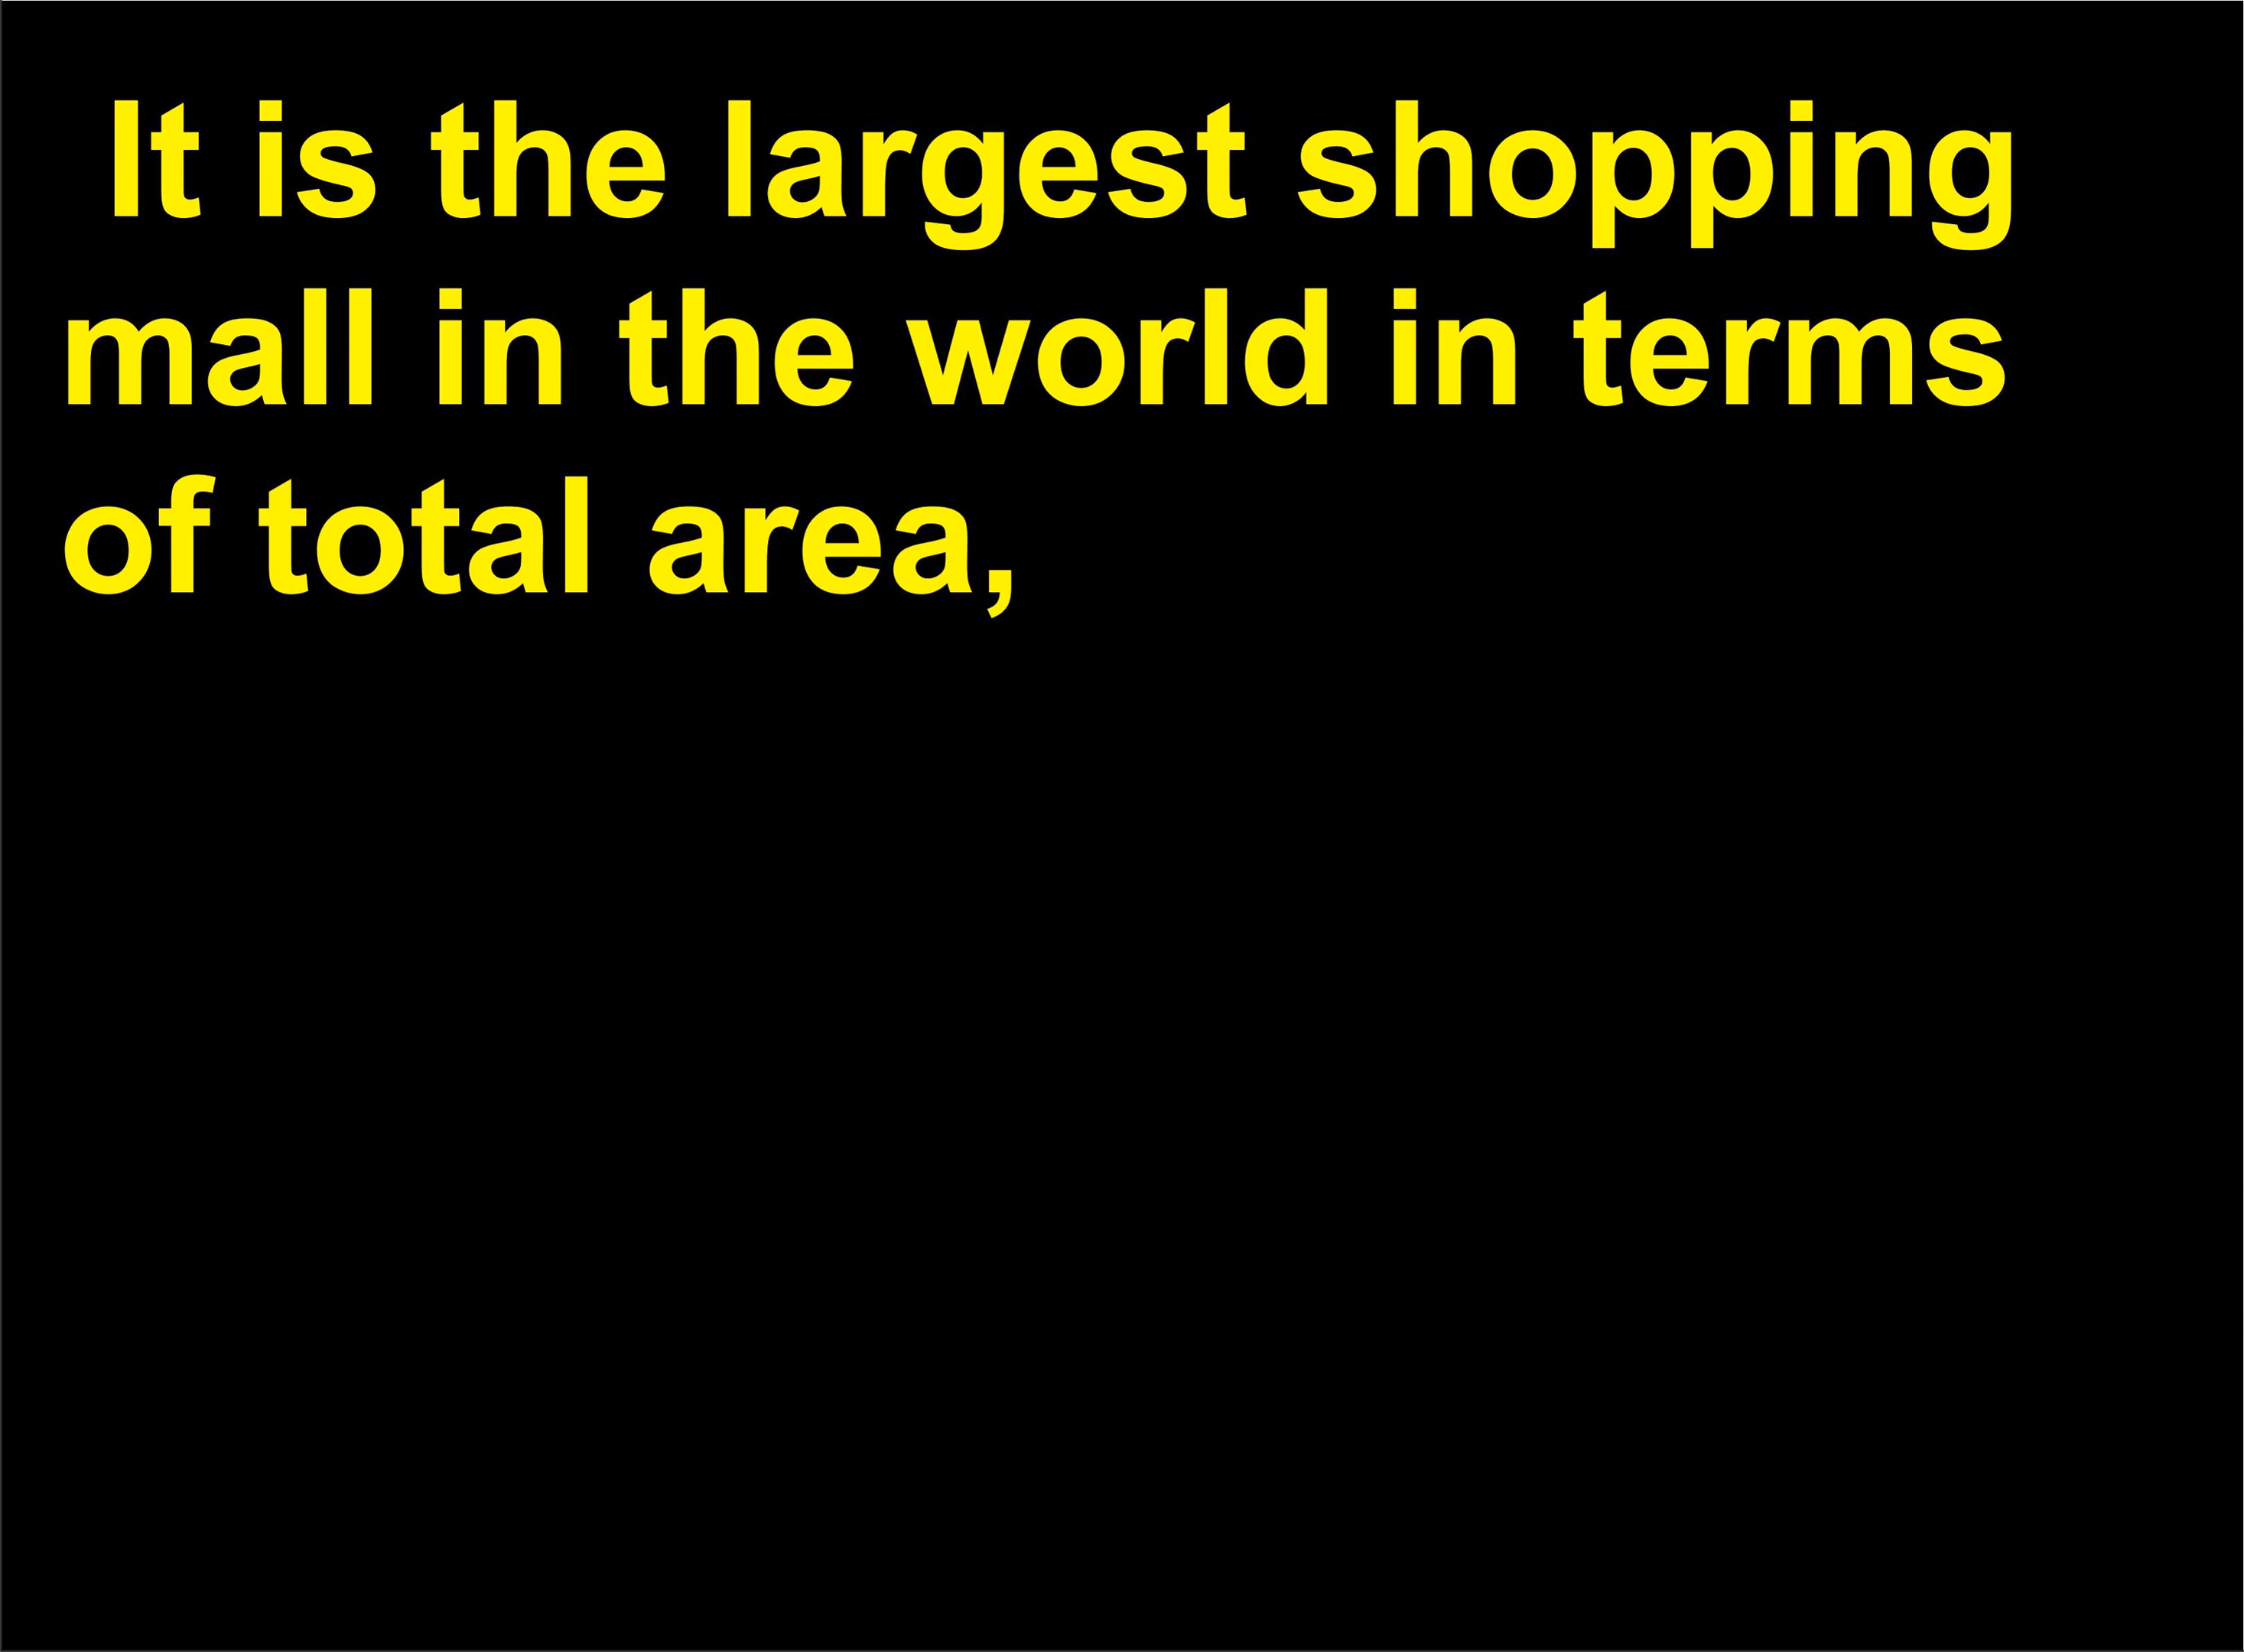 It is the largest shopping
mall in the world in terms
of total area,